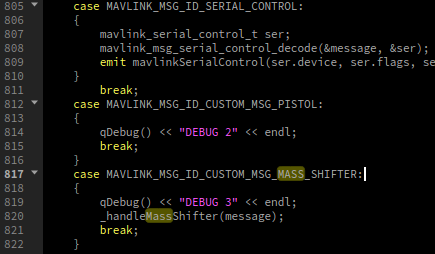 805 case MAVLINK_MSG_ID_SERIAL_CONTROL:
806 {
807 mavlink_serial_control_t ser;
808 mavlink_msg_serial_control_decode(&message, &ser);
809 emit mavlinkSerialControl(ser.device, ser.flags, se
810 }
811 break;
812 case MAVLINK_MSG_ID_CUSTOM_MSG_PISTOL:
813 {
814 qDebug() << "DEBUG 2" << endl;
815 break;
816 }
817 case MAVLINK_MSG_ID_CUSTOM_MSG_MASS_SHIFTER:
818 {
819 qDebug() << "DEBUG 3" << endl;
820 _handleMassShifter(message);
821 break;
822 }